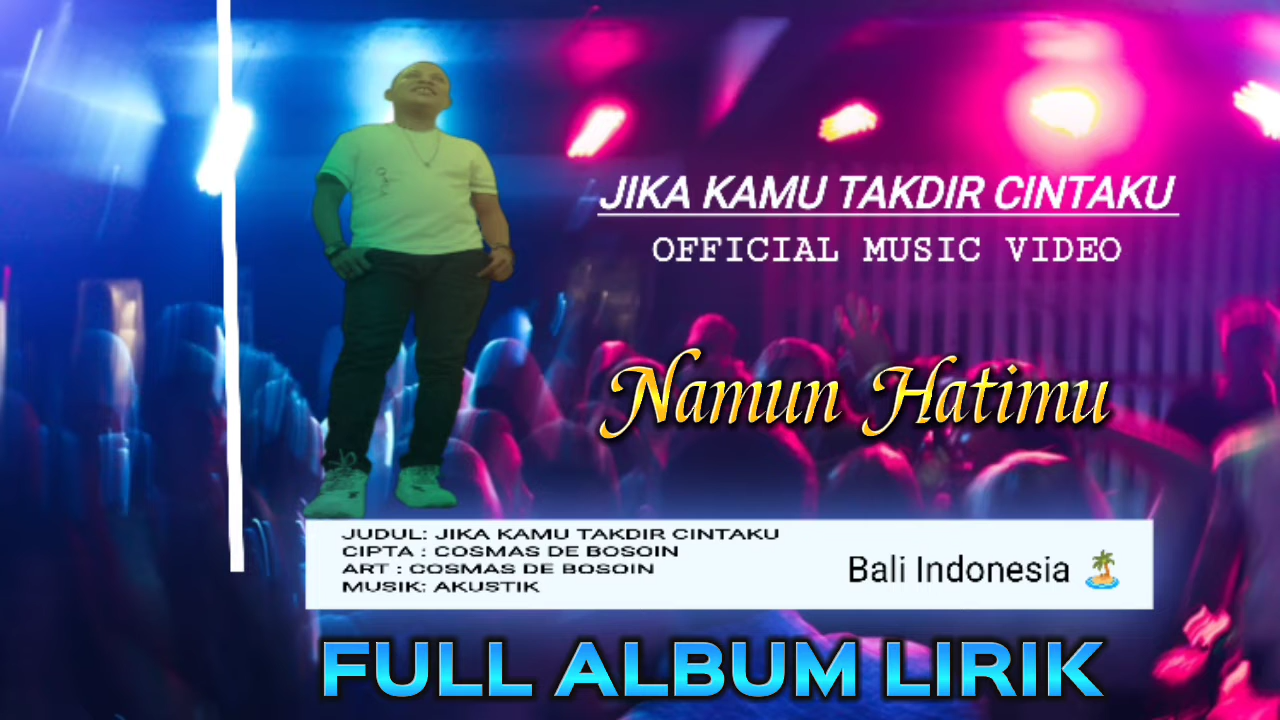 JIKA KAMU TAKDIR CINTAKU
OFFICIAL MUSIC VIDEO
Namun Hatimu
JUDUL: JIKA KAMU TAKDIR CINTAKU
CIPTA : COSMAS DE BOSOIN
ART : COSMAS DE BOSOIN
MUSIK: AKUSTIK
Bali Indonesia 🏝️
FULL ALBUM LIRIK